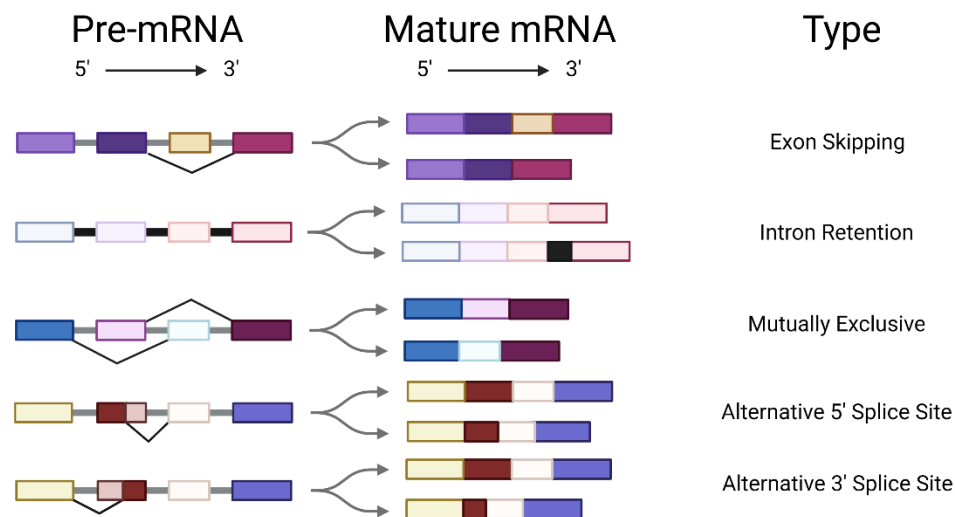 Pre-mRNA Mature mRNA Type
5' 3' 5' 3'
Exon Skipping
Intron Retention
Mutually Exclusive
Alternative 5' Splice Site
Alternative 3' Splice Site